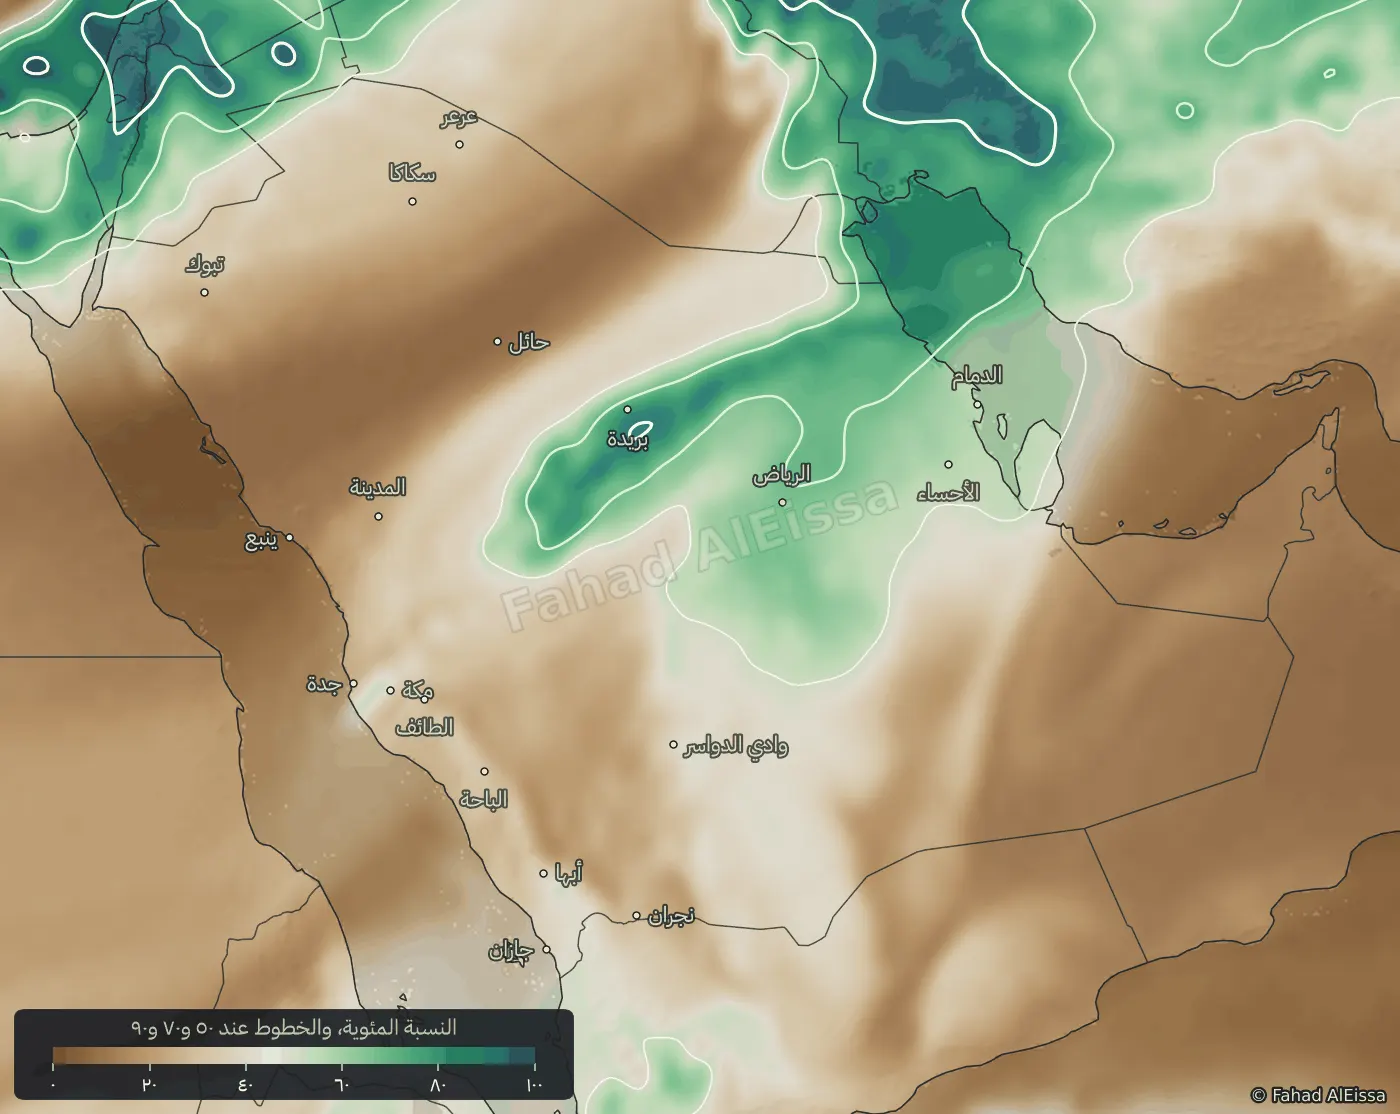 عرعر
سكاكا
تبوك
حائل
الدمام
بريدة
الرياض
المدينة
الأحساء
Fahad AlEissa
ينبع
جدة
مكة
الطائف
وادي الدواسر
الباحة
أبها
نجران
جازان
النسبة المئوية، والخطوط عند ٥٠ و٧٠ و٩٠
٠ ٢٠ ٤٠ ٦٠ ٨٠ ١٠٠
© Fahad AlEissa